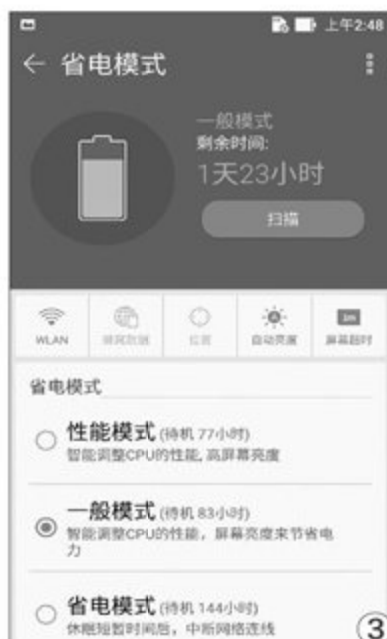 上午2:48
← 省电模式
一般模式
剩余时间:
1天23小时
扫描
1m
WLAN
位置
自动亮度
屏幕超时
省电模式
性能模式 (待机 77小时)
智能调整CPU的性能, 高屏幕亮度
一般模式 (待机 83小时)
智能调整CPU的性能，屏幕亮度来节省电
力
省电模式 (待机 144小时)
休眠短暂时间后，中断网络连线
③